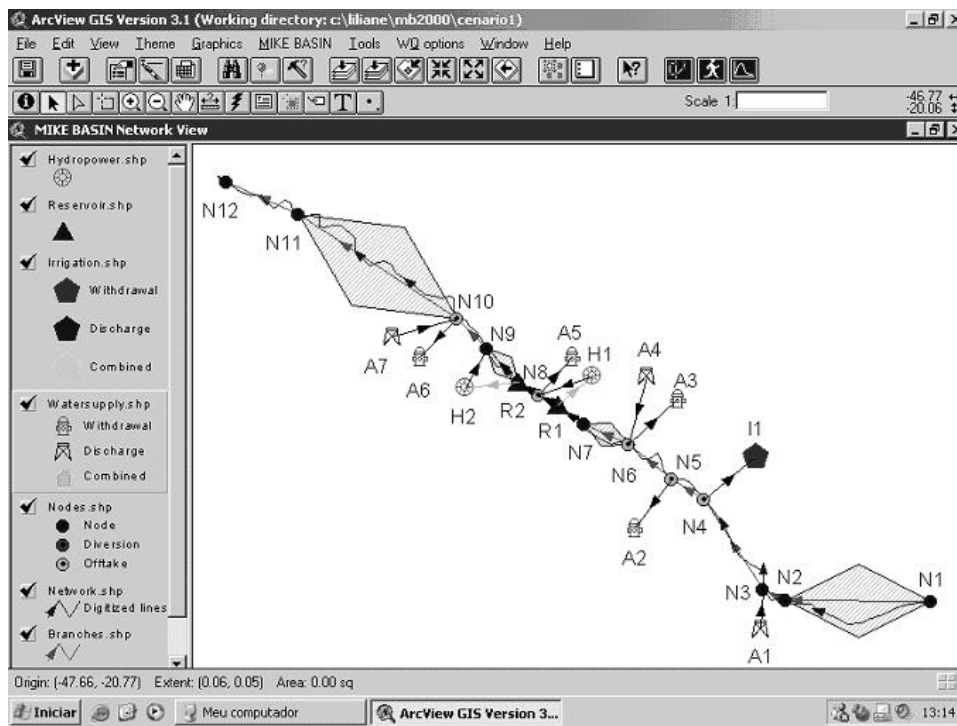 ArcView GIS Version 3.1 (Working directory: c:\liliane\mb2000\cenario1)
File Edit View Theme Graphics MIKE BASIN Tools WQ options Window Help
Scale 1:
-46.77
-20.06
MIKE BASIN Network View
Hydropower.shp
Reservoir.shp
Irrigation.shp
Withdrawal
Discharge
Combined
Watersupply.shp
Withdrawal
Discharge
Combined
Nodes.shp
Node
Diversion
Offtake
Network.shp
Digitized lines
Branches.shp
N12
N11
N10
N9
A5
H1
A4
A7
A6
N8
A3
H2
R2
R1
I1
N7
N6
N5
N4
A2
N3
N2
N1
A1
Origin: (-47.66, -20.77) Extent: (0.06, 0.05) Area: 0.00 sq
Iniciar
Meu computador
ArcView GIS Version 3...
13:14